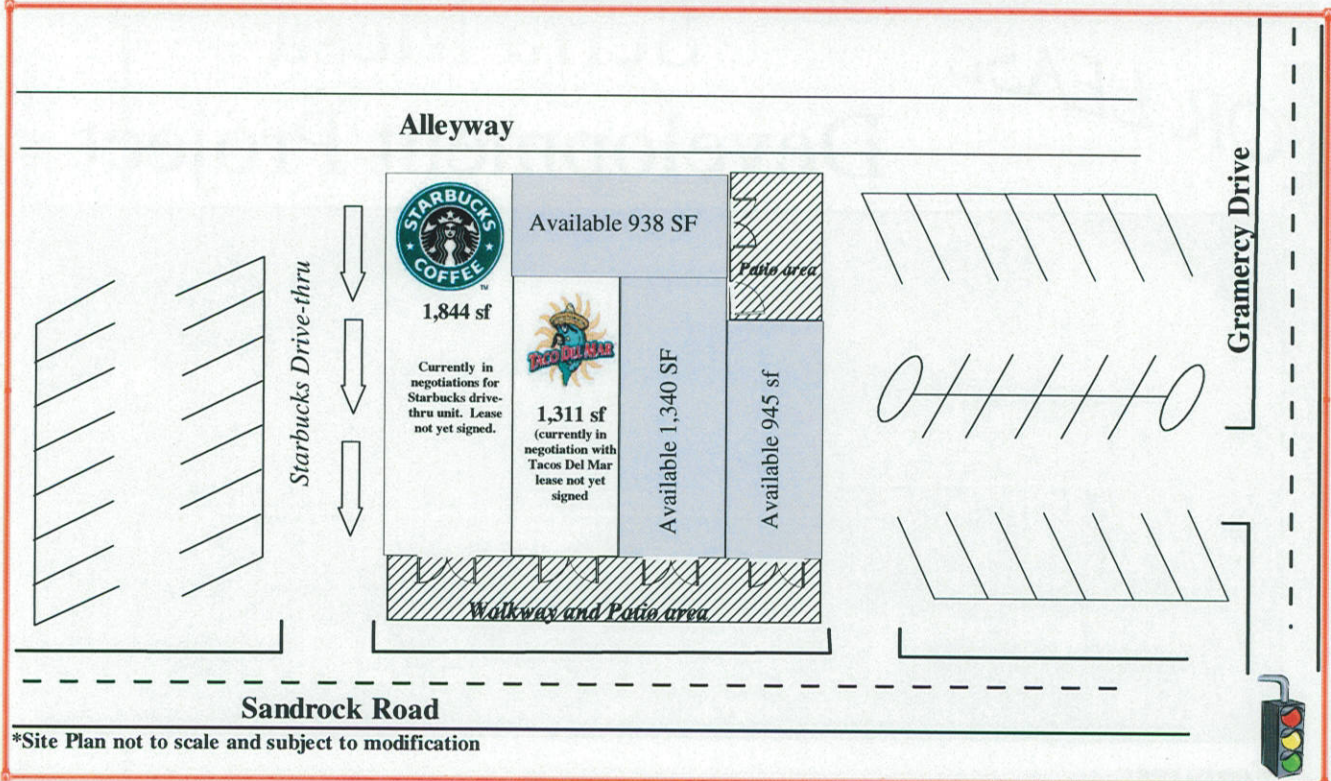 Alleyway
STARBUCKS
COFFEE
TM
1,844 sf
Currently in
negotiations for
Starbucks drive-
thru unit. Lease
not yet signed.
Available 938 SF
Patio area
TACO DEL MAR
1,311 sf
(currently in
negotiation with
Tacos Del Mar
lease not yet
signed
Available 1,340 SF
Available 945 sf
Starbucks Drive-thru
Gramercy Drive
Walkway and Patio area
Sandrock Road
*Site Plan not to scale and subject to modification